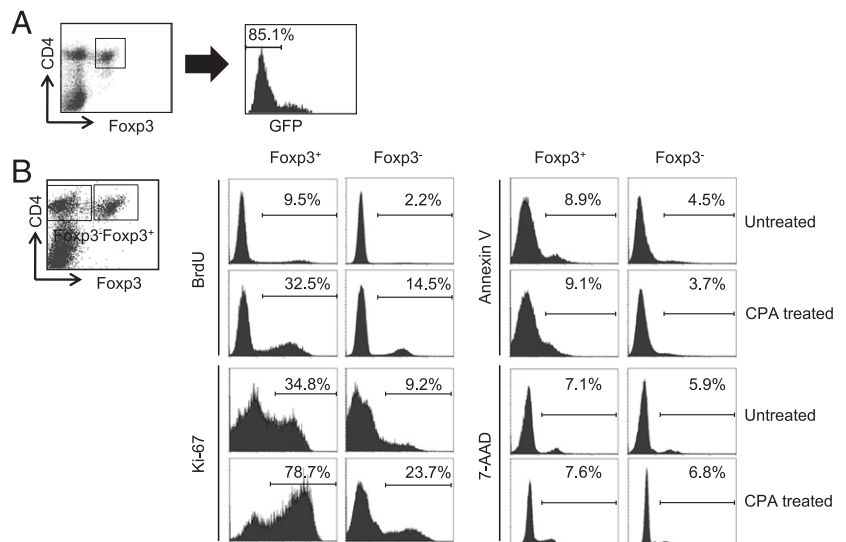 A
CD4
Foxp3
85.1%
GFP
B
CD4
Foxp3⁻ Foxp3⁺
Foxp3
Foxp3⁺ Foxp3⁻ Foxp3⁺ Foxp3⁻
BrdU
9.5% 2.2%
32.5% 14.5%
Annexin V
8.9% 4.5% Untreated
9.1% 3.7% CPA treated
Ki-67
34.8% 9.2%
78.7% 23.7%
7-AAD
7.1% 5.9% Untreated
7.6% 6.8% CPA treated